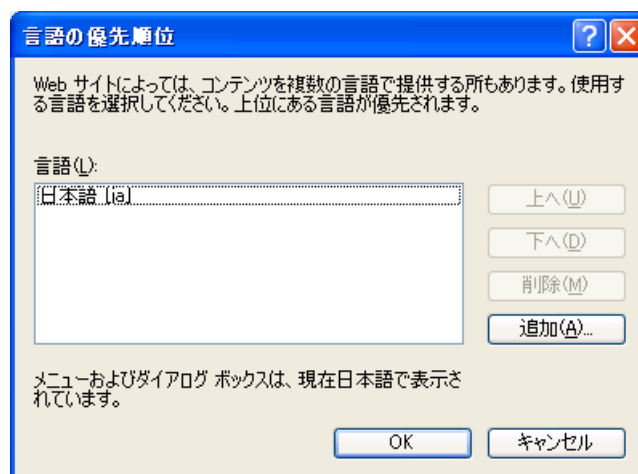 言語の優先順位
Web サイトによっては、コンテンツを複数の言語で提供する所もあります。使用す
る言語を選択してください。上位にある言語が優先されます。
言語(L):
日本語 [ja]
上へ(U)
下へ(D)
削除(M)
追加(A)...
メニューおよびダイアログ ボックスは、現在日本語で表示さ
れています。
OK
キャンセル